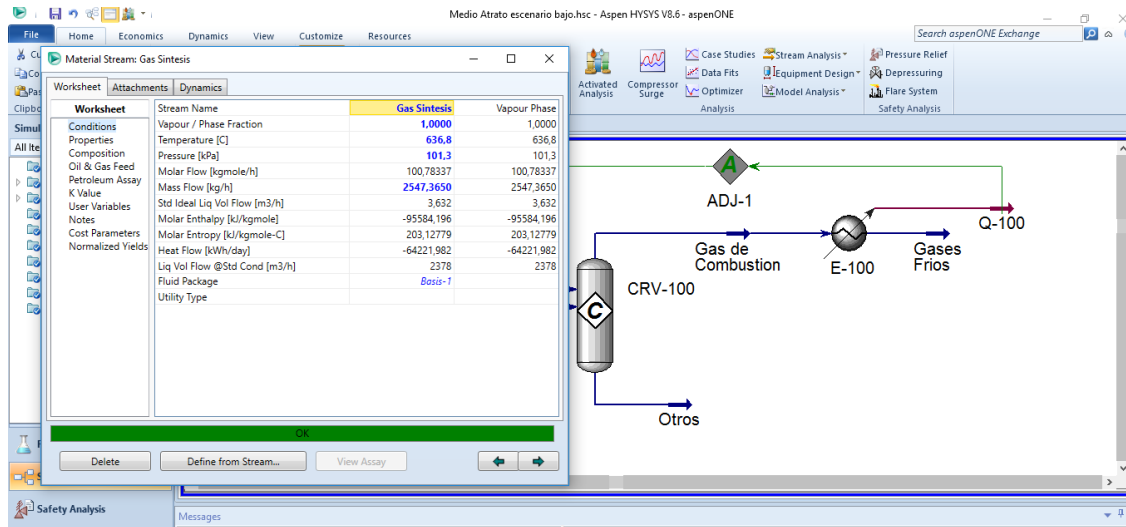 Medio Atrato escenario bajo.hsc - Aspen HYSYS V8.6 - aspenONE
File Home Economics Dynamics View Customize Resources
Search aspenONE Exchange
Activated Analysis
Compressor Surge
Case Studies Stream Analysis Pressure Relief
Data Fits Equipment Design Depressuring
Optimizer Model Analysis Flare System
Analysis Safety Analysis
Material Stream: Gas Sintesis
Worksheet Attachments Dynamics
Worksheet
Conditions
Properties
Composition
Oil & Gas Feed
Petroleum Assay
K Value
User Variables
Notes
Cost Parameters
Normalized Yields
Stream Name Gas Sintesis Vapour Phase
Vapour / Phase Fraction 1,0000 1,0000
Temperature [C] 636,8 636,8
Pressure [kPa] 101,3 101,3
Molar Flow [kgmole/h] 100,78337 100,78337
Mass Flow [kg/h] 2547,3650 2547,3650
Std Ideal Liq Vol Flow [m3/h] 3,632 3,632
Molar Enthalpy [kJ/kgmole] -95584,196 -95584,196
Molar Entropy [kJ/kgmole-C] 203,12779 203,12779
Heat Flow [kWh/day] -64221,982 -64221,982
Liq Vol Flow @Std Cond [m3/h] 2378 2378
Fluid Package Basis-1
Utility Type
OK
Delete Define from Stream... View Assay
A
ADJ-1
Q-100
Gas de
Combustion
E-100
Gases
Frios
CRV-100
C
Otros
Safety Analysis
Messages